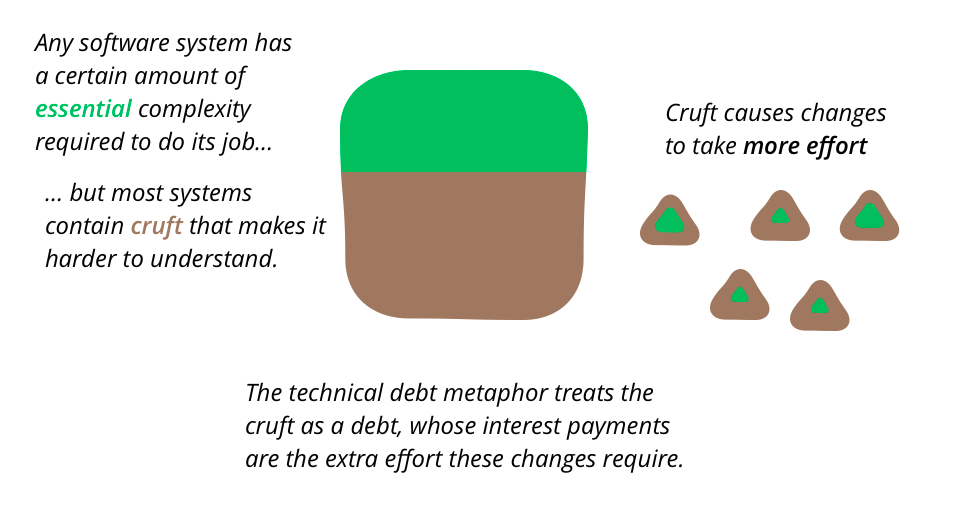 Any software system has
a certain amount of
essential complexity
required to do its job...
... but most systems
contain cruft that makes it
harder to understand.
Cruft causes changes
to take more effort
The technical debt metaphor treats the
cruft as a debt, whose interest payments
are the extra effort these changes require.